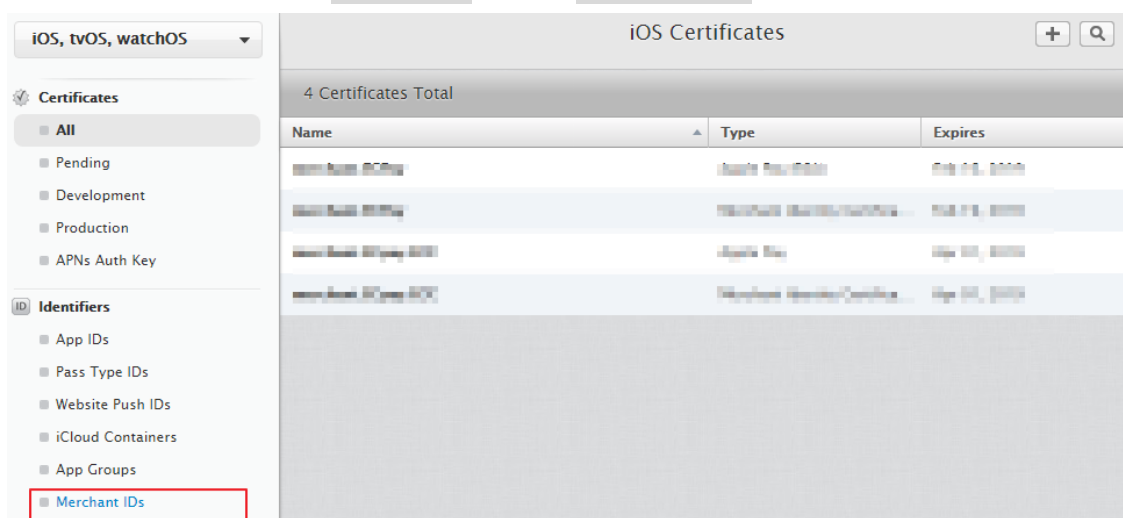 iOS, tvOS, watchOS
iOS Certificates
Certificates
4 Certificates Total
All
Name Type Expires
Pending
Development
Production
APNs Auth Key
ID Identifiers
App IDs
Pass Type IDs
Website Push IDs
iCloud Containers
App Groups
Merchant IDs